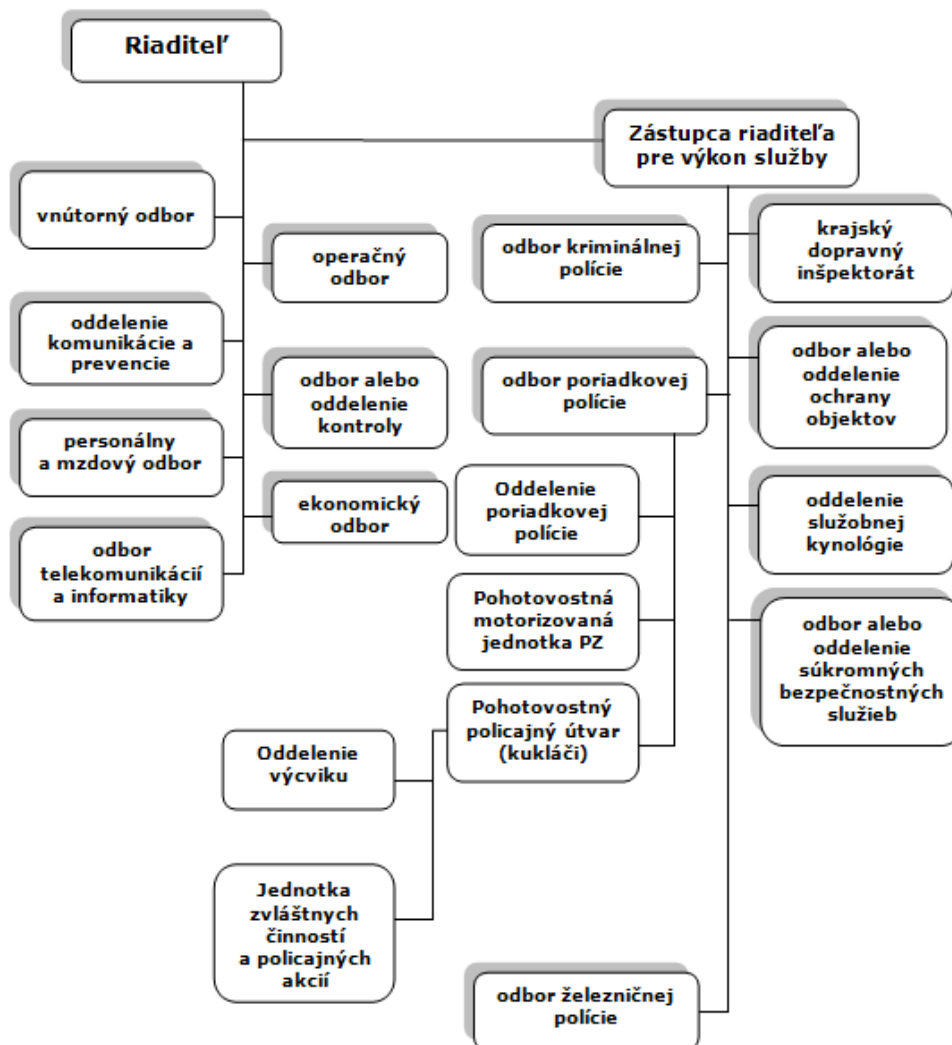 Riaditeľ
Zástupca riaditeľa
pre výkon služby
vnútorný odbor
operačný
odbor
odbor kriminálnej
polície
krajský
dopravný
inšpektorát
oddelenie
komunikácie a
prevencie
odbor alebo
oddelenie
kontroly
odbor poriadkovej
polície
odbor alebo
oddelenie
ochrany
objektov
personálny
a mzdový odbor
ekonomický
odbor
Oddelenie
poriadkovej
polície
oddelenie
služobnej
kynológie
odbor
telekomunikácií
a informatiky
Pohotovostná
motorizovaná
jednotka PZ
odbor alebo
oddelenie
súkromných
bezpečnostných
služieb
Pohotovostný
policajný útvar
(kukláči)
Oddelenie
výcviku
Jednotka
zvláštnych
činností
a policajných
akcií
odbor železničnej
polície